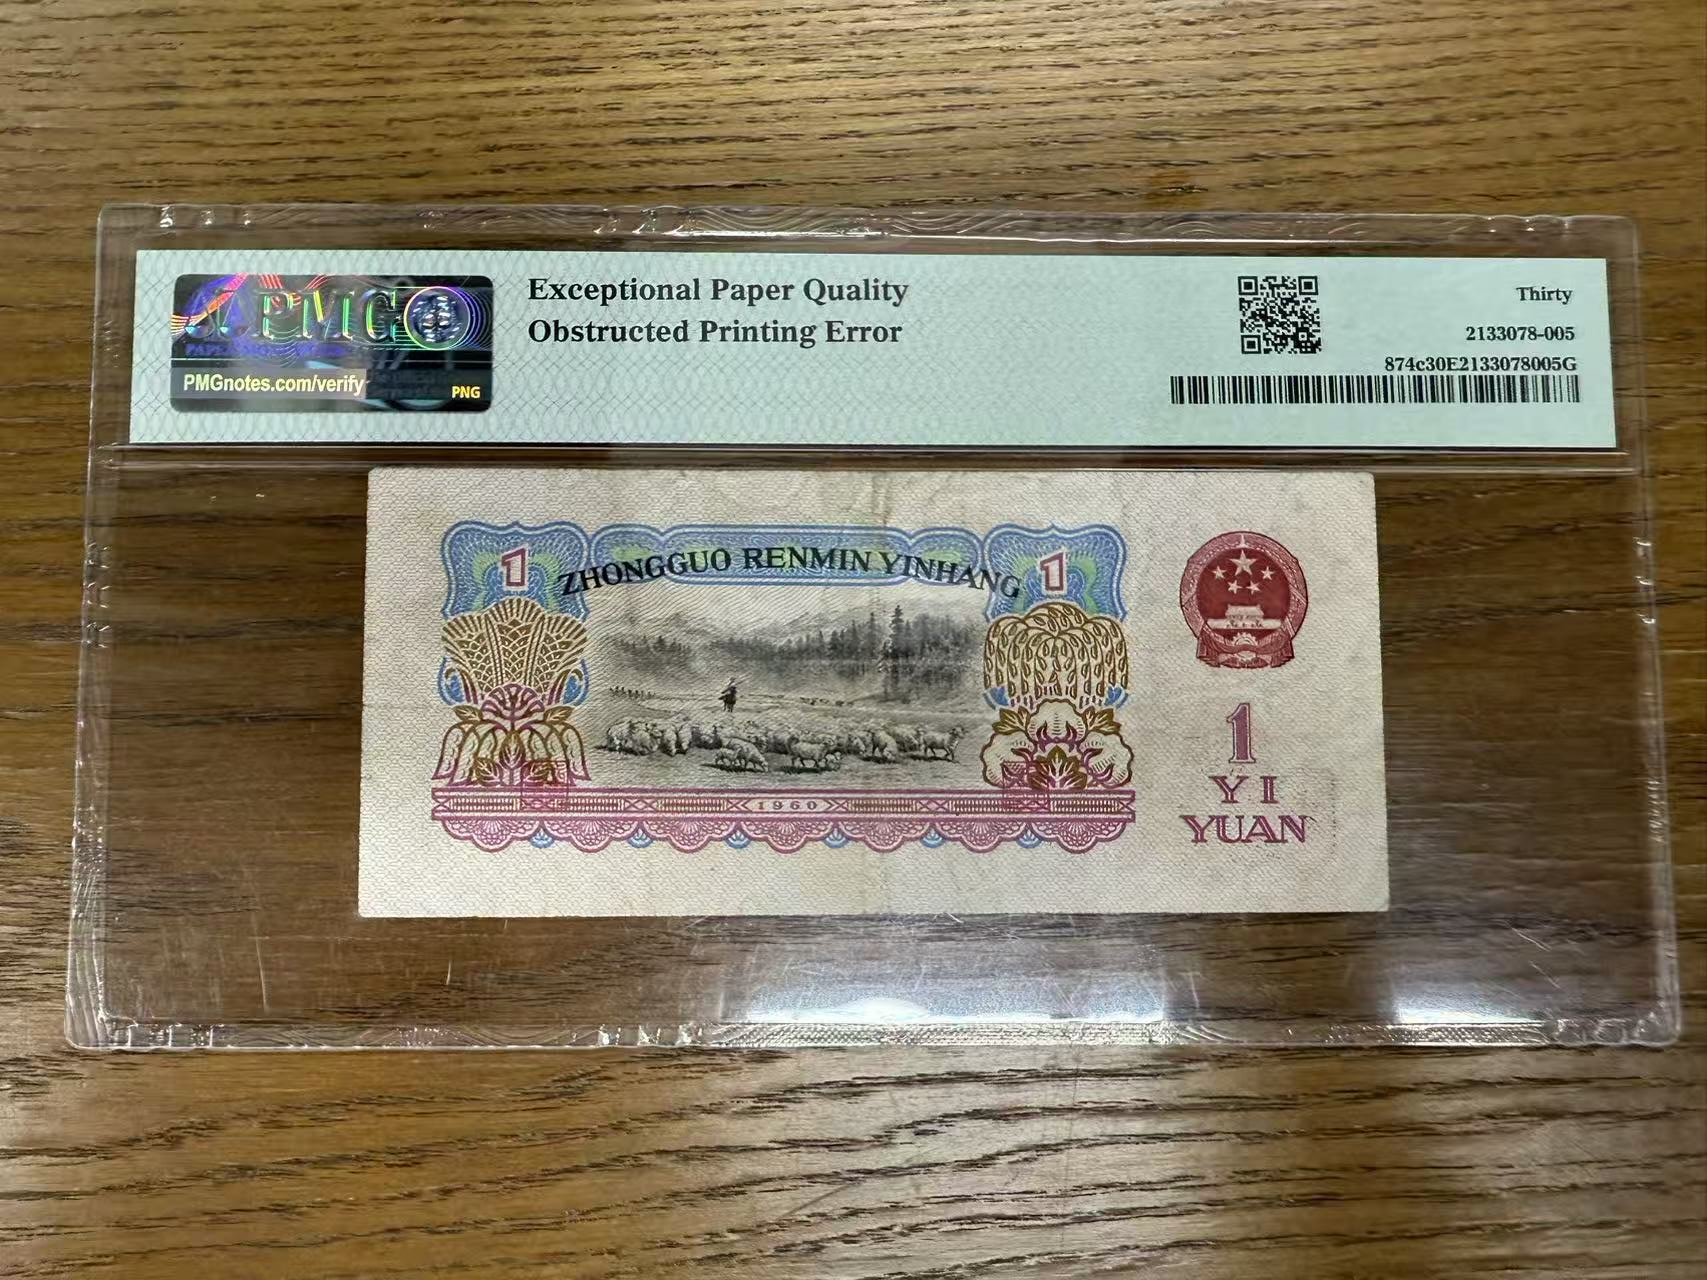 PMG
PMGnotes.com/verify
PNG
Exceptional Paper Quality
Obstructed Printing Error
Thirty
2133078-005
874c30E2133078005G
1
ZHONGGUO RENMIN YINHANG
1
1960
1
YI
YUAN